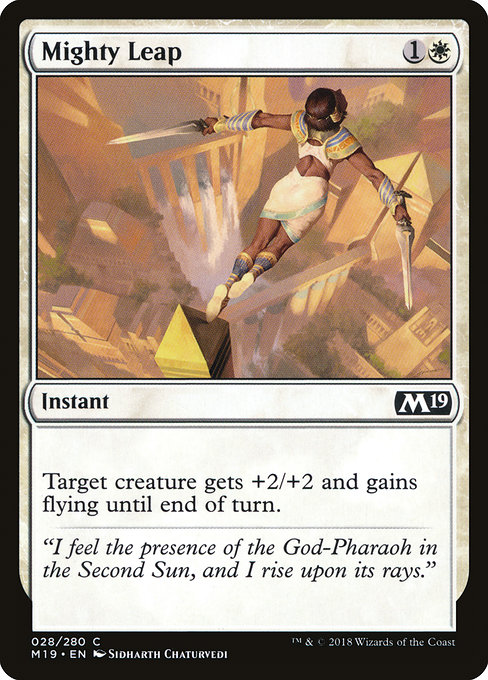 Mighty Leap 1
Instant M19
Target creature gets +2/+2 and gains
flying until end of turn.
“I feel the presence of the God-Pharaoh in
the Second Sun, and I rise upon its rays.”
028/280 C ™ & © 2018 Wizards of the Coast
M19 • EN Sidharth Chaturvedi